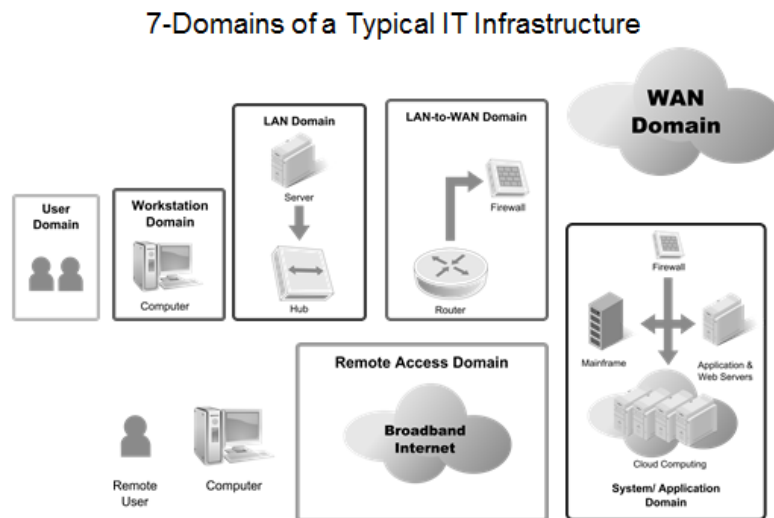 7-Domains of a Typical IT Infrastructure
WAN
Domain
LAN Domain
Server
Hub
LAN-to-WAN Domain
Firewall
Router
User
Domain
Workstation
Domain
Computer
Firewall
Mainframe
Application &
Web Servers
Cloud Computing
System/ Application
Domain
Remote Access Domain
Broadband
Internet
Remote
User
Computer